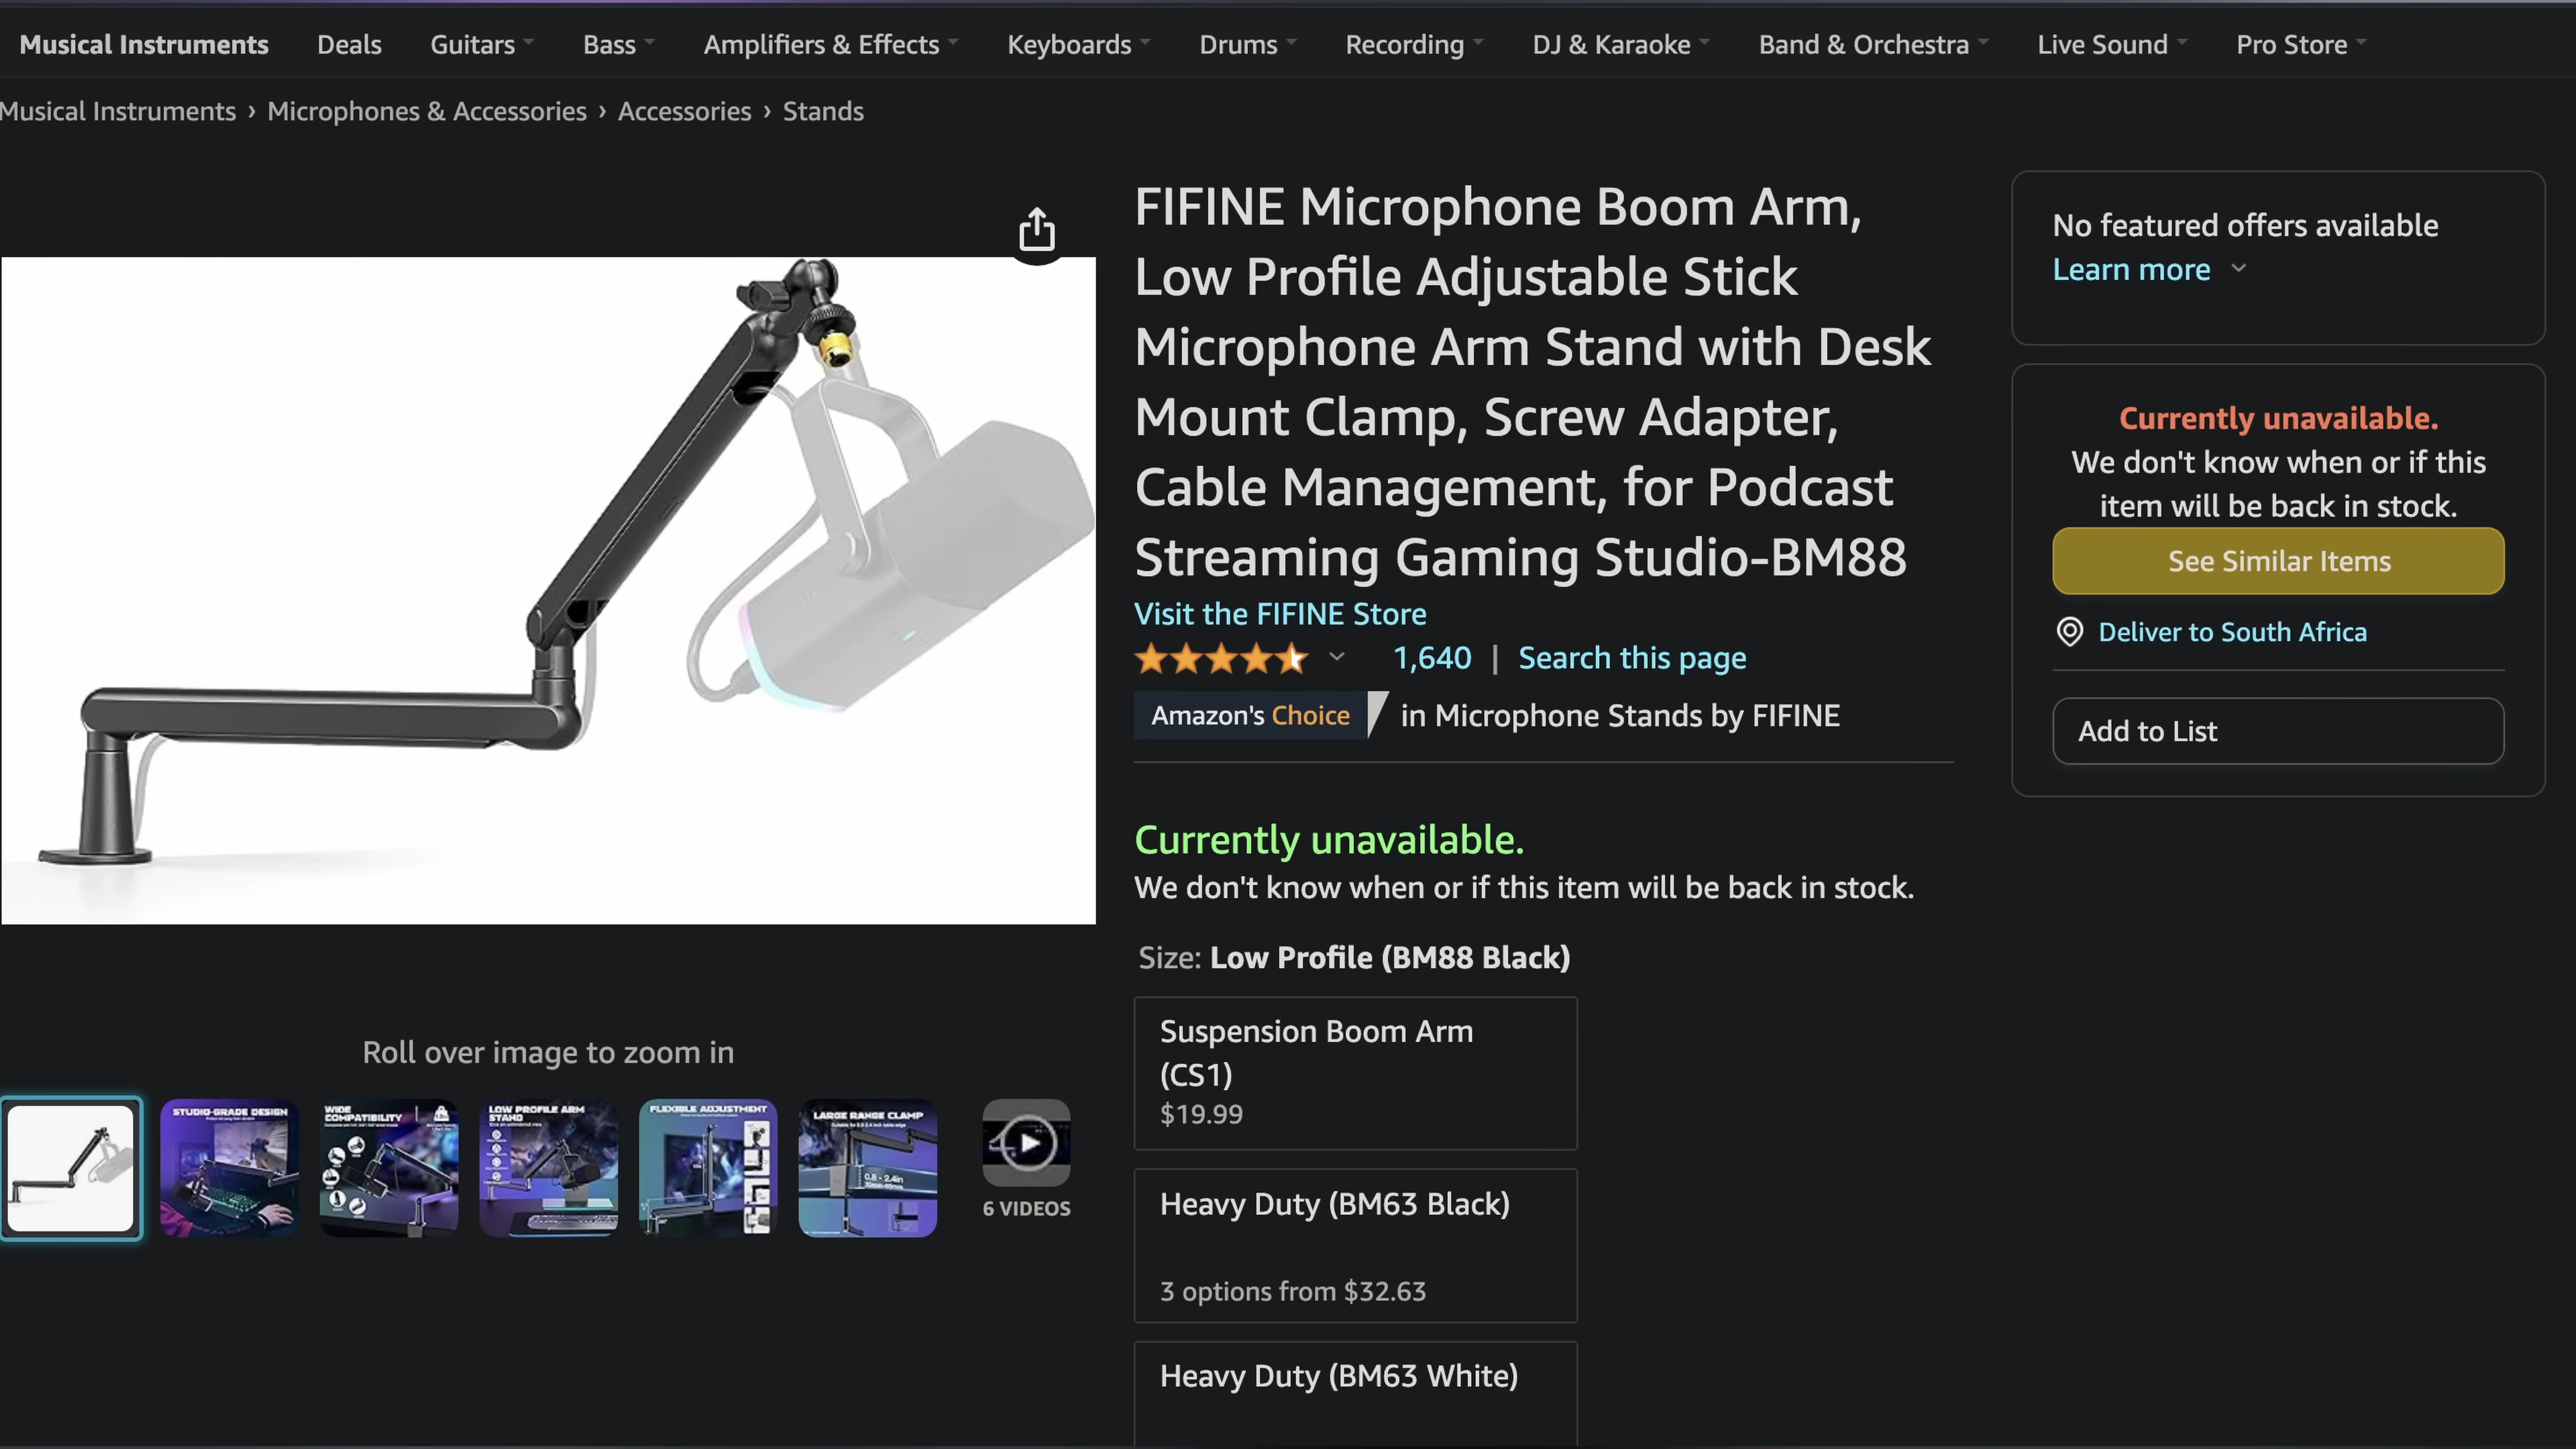 Musical Instruments Deals Guitars Bass Amplifiers & Effects Keyboards Drums Recording DJ & Karaoke Band & Orchestra Live Sound Pro Store
Musical Instruments › Microphones & Accessories › Accessories › Stands
FIFINE Microphone Boom Arm,
Low Profile Adjustable Stick
Microphone Arm Stand with Desk
Mount Clamp, Screw Adapter,
Cable Management, for Podcast
Streaming Gaming Studio-BM88
Visit the FIFINE Store
1,640 | Search this page
Amazon's Choice in Microphone Stands by FIFINE
Currently unavailable.
We don't know when or if this item will be back in stock.
Size: Low Profile (BM88 Black)
Suspension Boom Arm
(CS1)
$19.99
Heavy Duty (BM63 Black)
3 options from $32.63
Heavy Duty (BM63 White)
No featured offers available
Learn more
Currently unavailable.
We don't know when or if this
item will be back in stock.
See Similar Items
Deliver to South Africa
Add to List
Roll over image to zoom in
STUDIO-GRADE DESIGN
WIDE
COMPATIBILITY
LOW PROFILE ARM
STAND
FLEXIBLE ADJUSTMENT
LARGE RANGE CLAMP
0.8 - 2.4in
6 VIDEOS